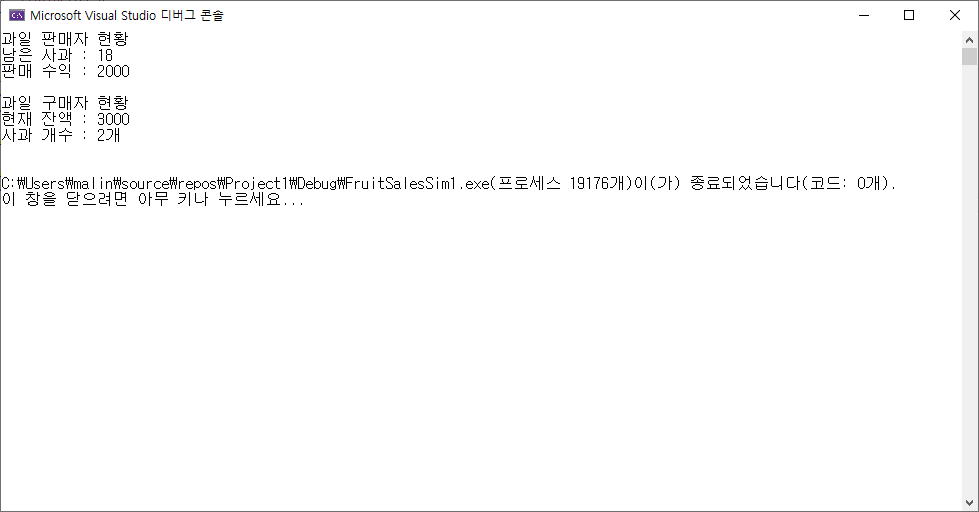 Microsoft Visual Studio 디버그 콘솔
과일 판매자 현황
남은 사과 : 18
판매 수익 : 2000
과일 구매자 현황
현재 잔액 : 3000
사과 개수 : 2개
C:₩Users₩malin₩source₩repos₩Project1₩Debug₩FruitSalesSim1.exe(프로세스 19176개)이(가) 종료되었습니다(코드: 0개).
이 창을 닫으려면 아무 키나 누르세요...